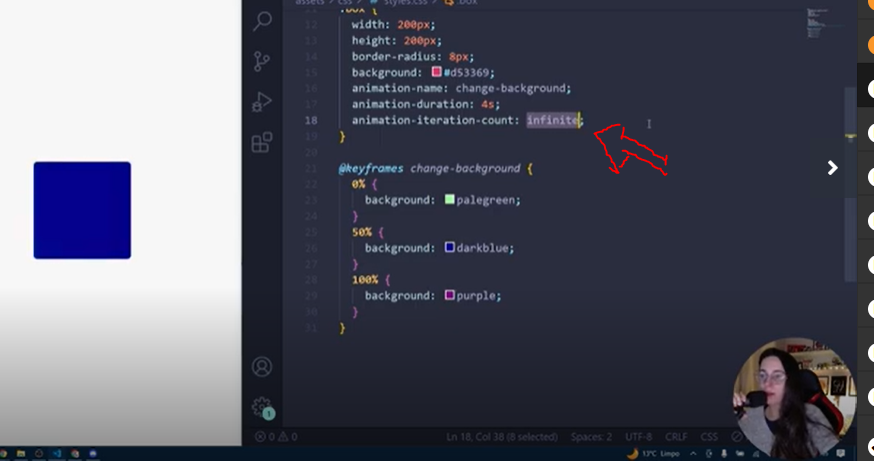 assets > css > styles.css > .box
11 .box {
12 width: 200px;
13 height: 200px;
14 border-radius: 8px;
15 background: #d53369;
16 animation-name: change-background;
17 animation-duration: 4s;
18 animation-iteration-count: infinite;
19 }
20
21 @keyframes change-background {
22 0% {
23 background: palegreen;
24 }
25 50% {
26 background: darkblue;
27 }
28 100% {
29 background: purple;
30 }
31 }
1
0 0 Ln 18, Col 38 (8 selected) Spaces: 2 UTF-8 CRLF CSS
13°C Limpo